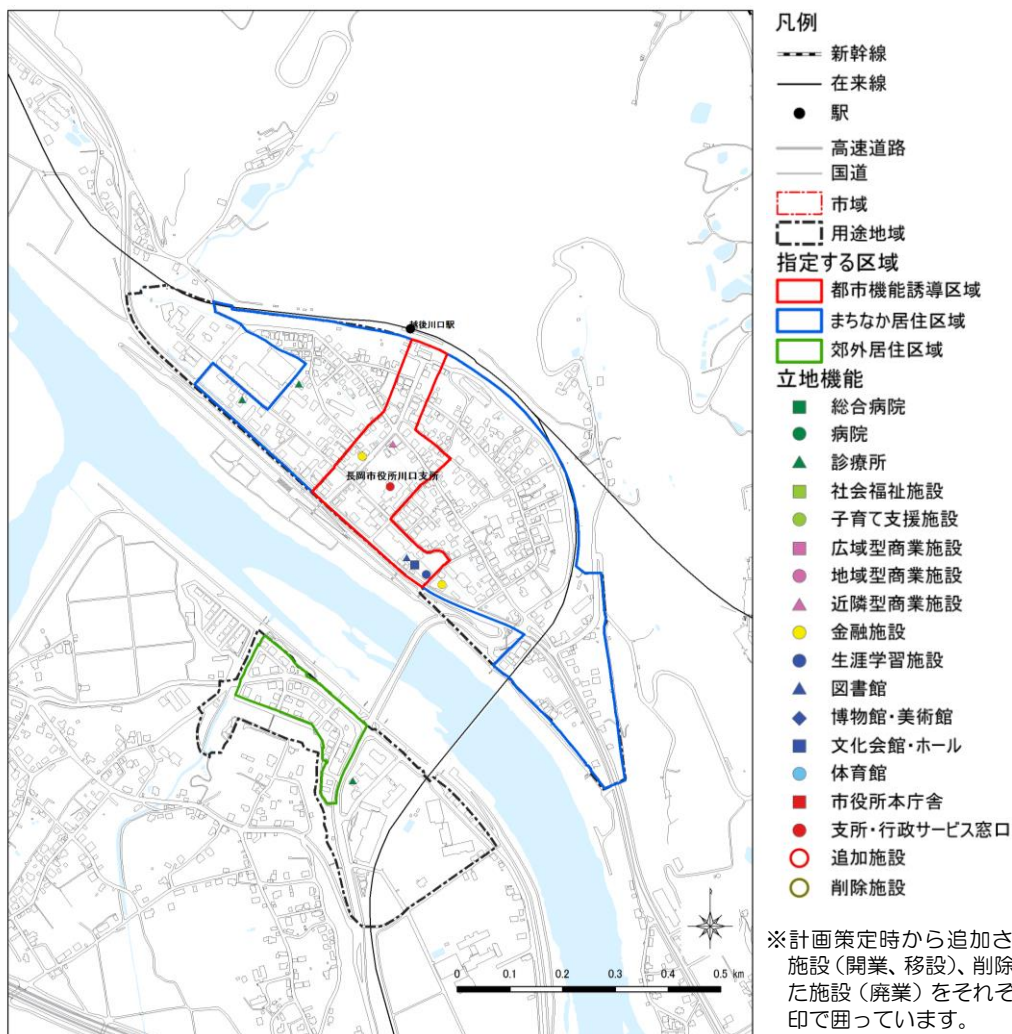 越後川口駅
長岡市役所川口支所
0 0.1 0.2 0.3 0.4 0.5 km
凡例
新幹線
在来線
駅
高速道路
国道
市域
用途地域
指定する区域
都市機能誘導区域
まちなか居住区域
郊外居住区域
立地機能
総合病院
病院
診療所
社会福祉施設
子育て支援施設
広域型商業施設
地域型商業施設
近隣型商業施設
金融施設
生涯学習施設
図書館
博物館・美術館
文化会館・ホール
体育館
市役所本庁舎
支所・行政サービス窓口
追加施設
削除施設
※計画策定時から追加さ
施設（開業、移設）、削除
た施設（廃業）をそれぞ
印で囲っています。